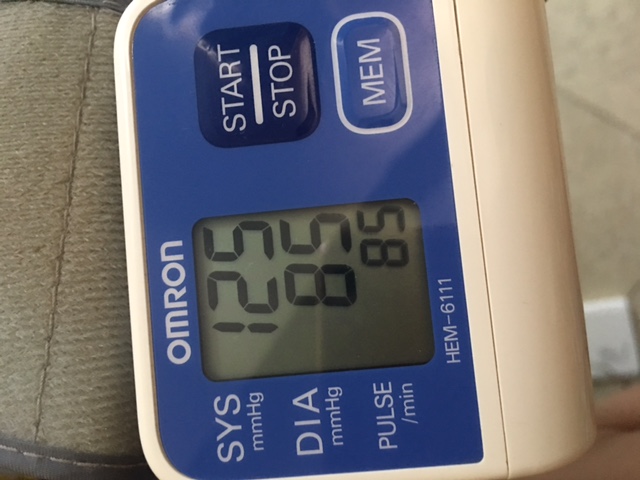 OMRON
SYS
mmHg
125
DIA
mmHg
85
PULSE
/min
85
START
STOP
MEM
HEM-6111